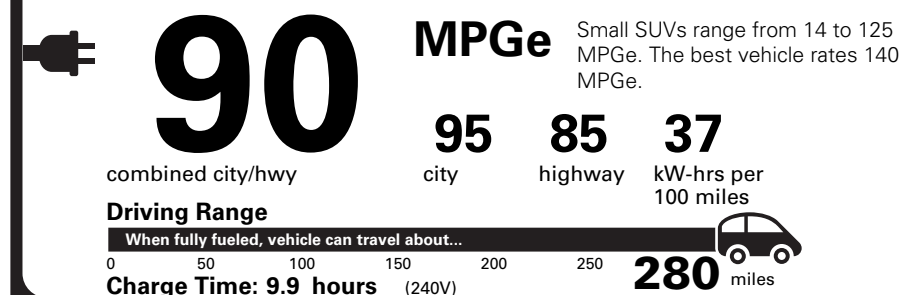 90
MPGe
Small SUVs range from 14 to 125
MPGe. The best vehicle rates 140
MPGe.
combined city/hwy
95
city
85
highway
37
kW-hrs per
100 miles
Driving Range
When fully fueled, vehicle can travel about...
0 50 100 150 200 250 280 miles
Charge Time: 9.9 hours (240V)